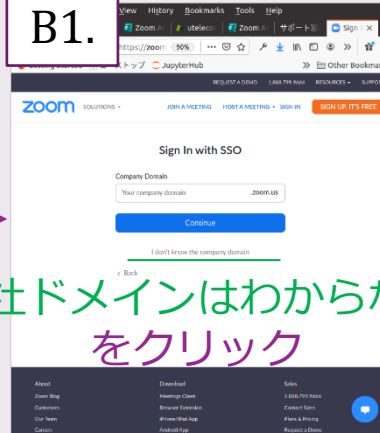 B1.
View History Bookmarks Tools Help
Zoom utelecon Zoom サポート Sign
https://zoom. 90%
トップ JupyterHub Other Bookmar
REQUEST A DEMO 1.888.799.9666 RESOURCES SUPPO
zoom SOLUTIONS JOIN A MEETING HOST A MEETING SIGN IN SIGN UP, IT'S FREE
Sign In with SSO
Company Domain
Your company domain .zoom.us
Continue
I don't know the company domain
< Back
社ドメインはわからな
をクリック
About Download Sales
Zoom Blog Meetings Client 1.888.799.9666
Customers Browser Extension Contact Sales
Our Team iPhone/iPad App Plans & Pricing
Careers Android App Request a Demo